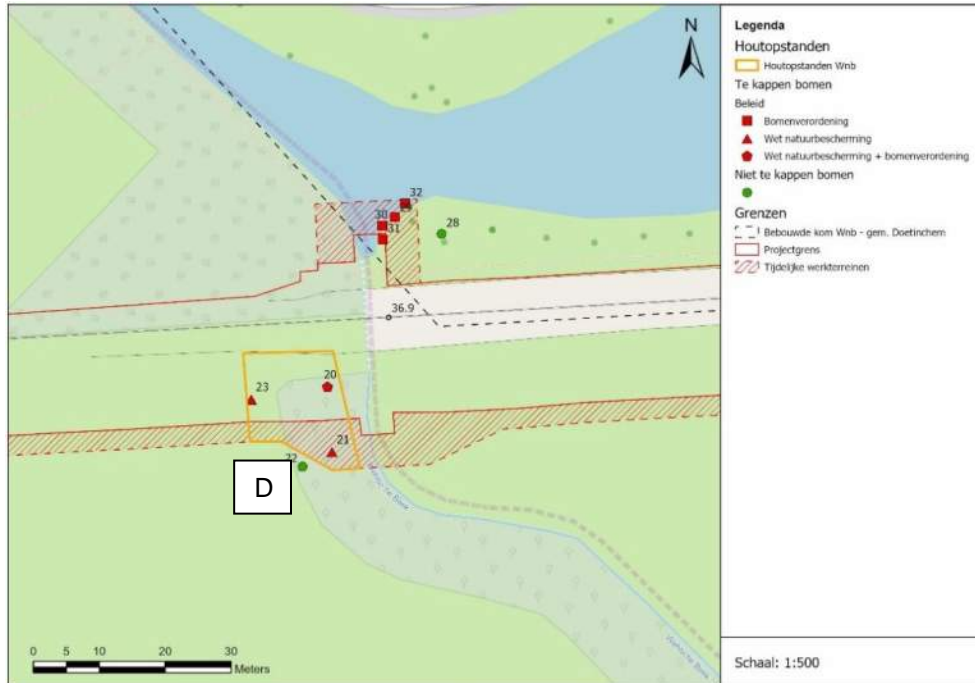 N
Legenda
Houtopstanden
Houtopstanden Wnb
Te kappen bomen
Beleid
Bomenverordening
Wet natuurbescherming
Wet natuurbescherming + bomenverordening
Niet te kappen bomen
Grenzen
Bebouwde kom Wnb - gem. Doetinchem
Projectgrens
Tijdelijke werkterreinen
32
30
31
28
36.9
23
20
21
22
D
0 5 10 20 30
Meters
Schaal: 1:500